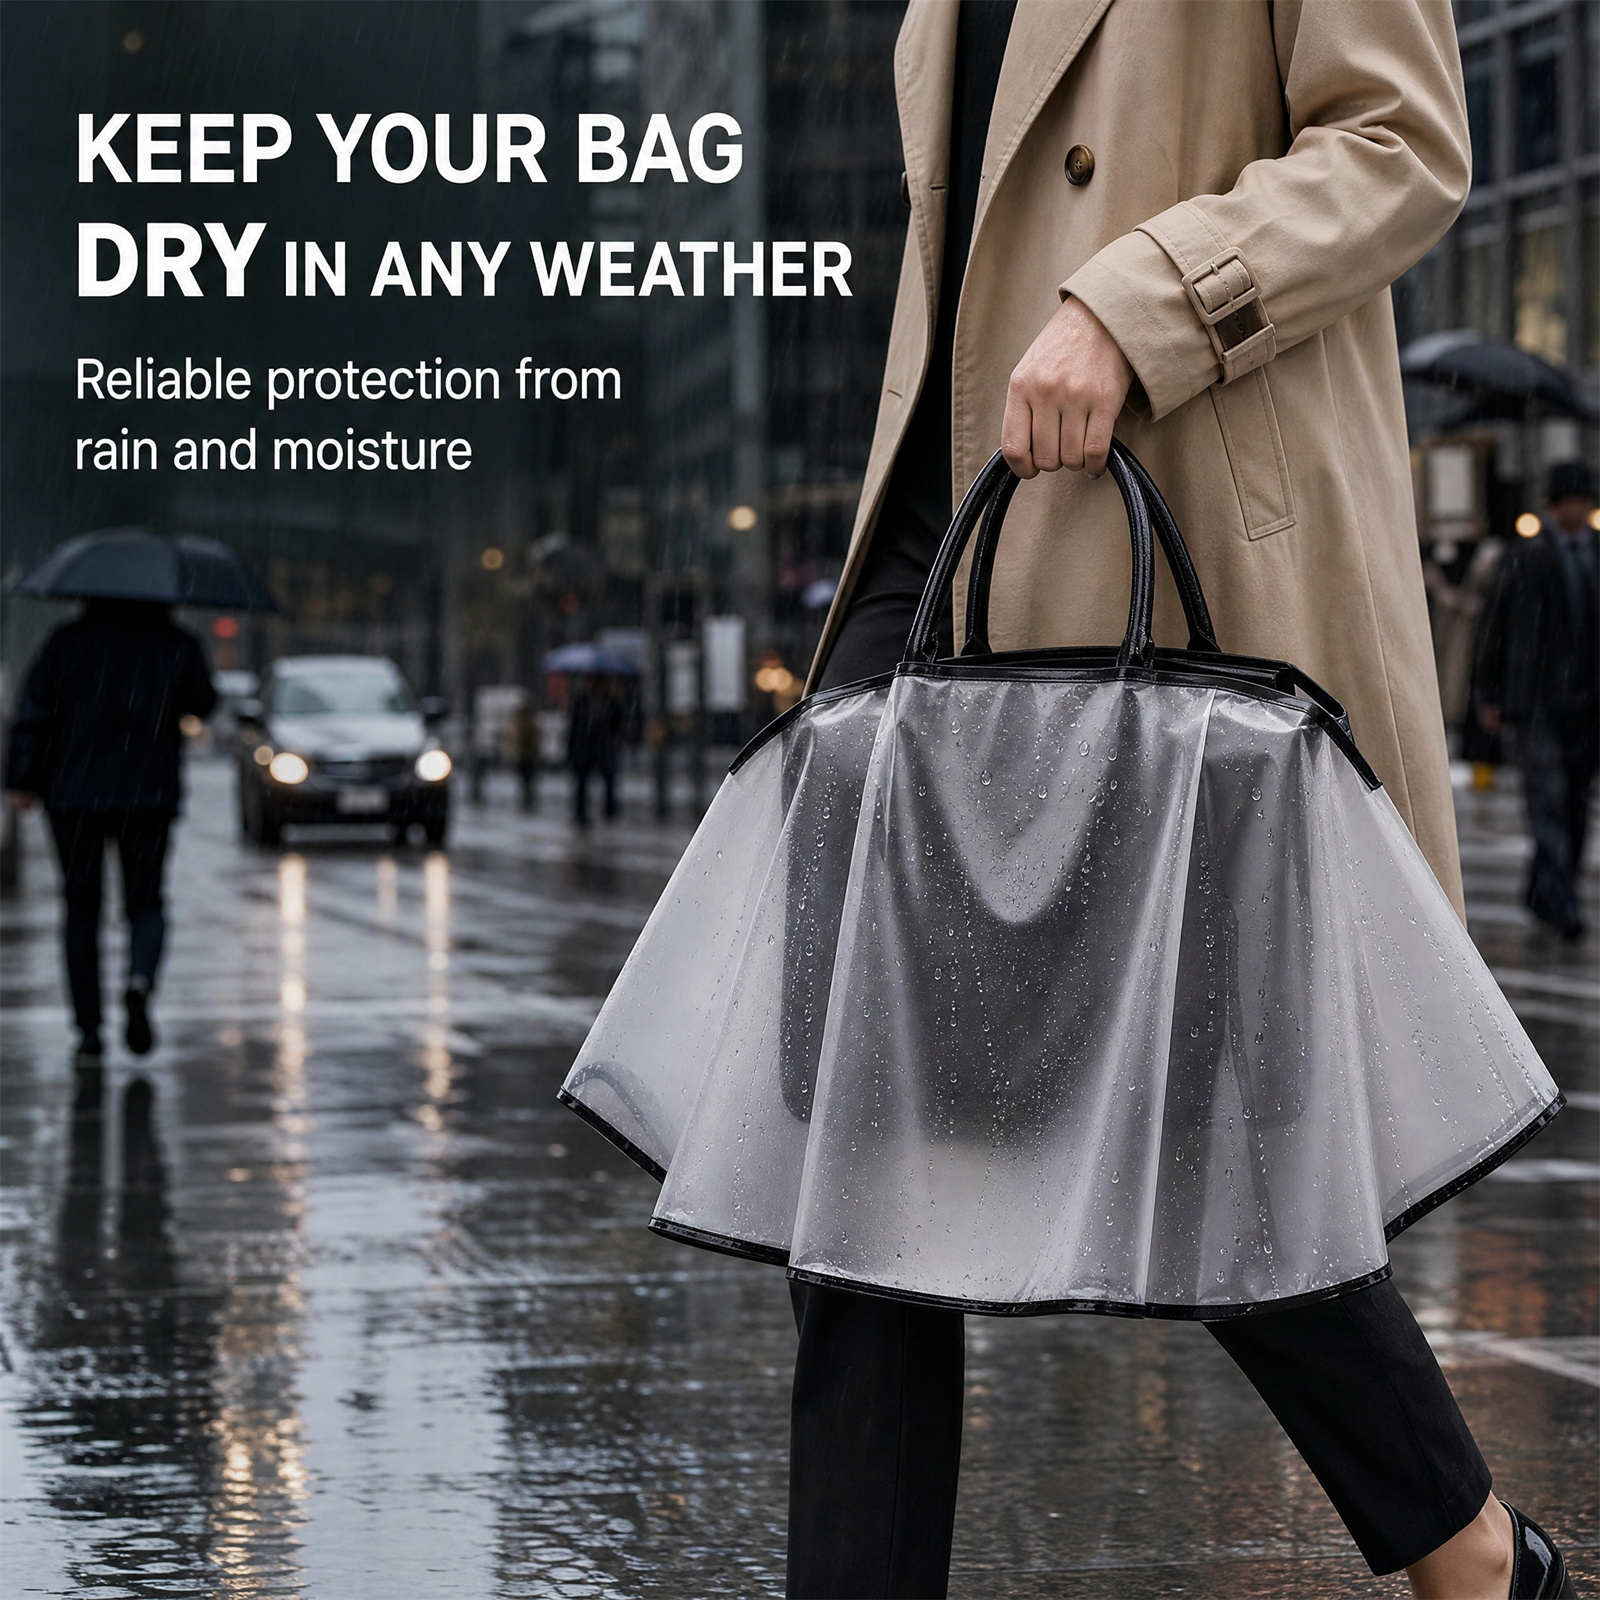 KEEP YOUR BAG
DRY IN ANY WEATHER
Reliable protection from
rain and moisture